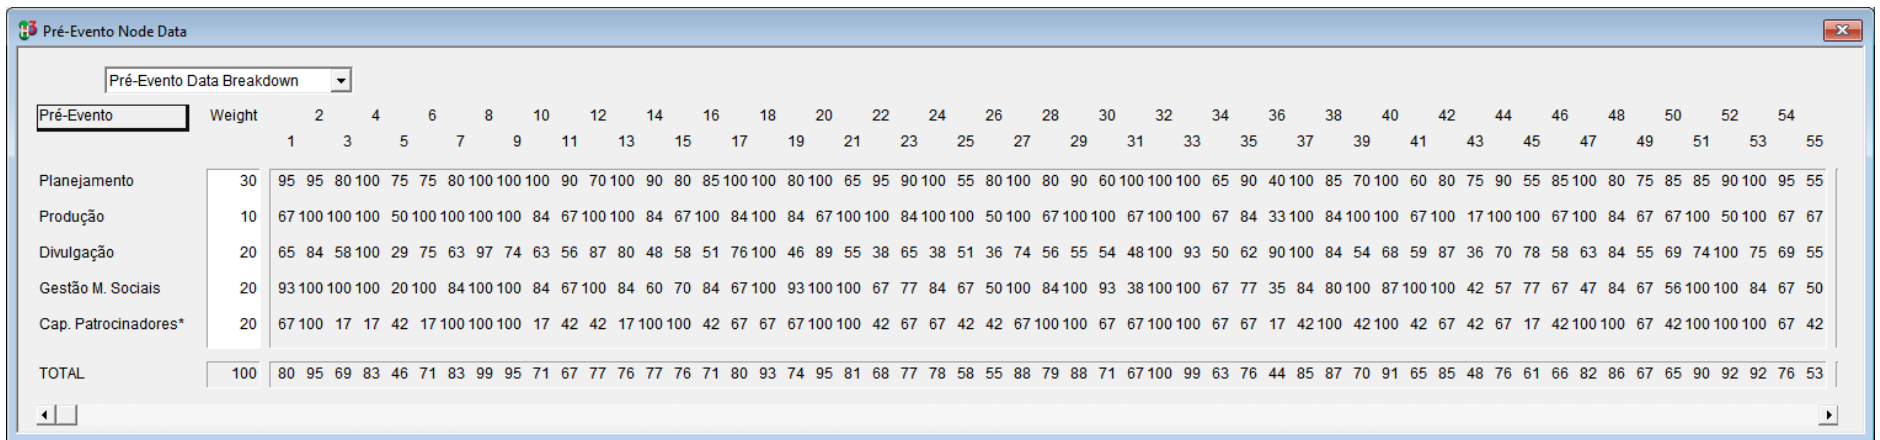 Pré-Evento Node Data
Pré-Evento Data Breakdown
Pré-Evento Weight 2 4 6 8 10 12 14 16 18 20 22 24 26 28 30 32 34 36 38 40 42 44 46 48 50 52 54
1 3 5 7 9 11 13 15 17 19 21 23 25 27 29 31 33 35 37 39 41 43 45 47 49 51 53 55
Planejamento 30 95 95 80 100 75 75 80 100 100 100 90 70 100 90 80 85 100 100 80 100 65 95 90 100 55 80 100 80 90 60 100 100 100 65 90 40 100 85 70 100 60 80 75 90 55 85 100 80 75 85 85 90 100 95 55
Produção 10 67 100 100 100 50 100 100 100 100 84 67 100 100 84 67 100 84 100 84 67 100 100 84 100 100 50 100 67 100 100 67 100 100 67 84 33 100 84 100 100 67 100 17 100 100 67 100 84 67 67 100 50 100 67 67
Divulgação 20 65 84 58 100 29 75 63 97 74 63 56 87 80 48 58 51 76 100 46 89 55 38 65 38 51 36 74 56 55 54 48 100 93 50 62 90 100 84 54 68 59 87 36 70 78 58 63 84 55 69 74 100 75 69 55
Gestão M. Sociais 20 93 100 100 100 20 100 84 100 100 84 67 100 84 60 70 84 67 100 93 100 100 67 77 84 67 50 100 84 100 93 38 100 100 67 77 35 84 80 100 87 100 100 42 57 77 67 47 84 67 56 100 100 84 67 50
Cap. Patrocinadores* 20 67 100 17 17 42 17 100 100 100 17 42 42 17 100 100 42 67 67 67 100 100 42 67 67 42 42 67 100 100 67 67 100 100 67 67 17 42 100 42 100 42 67 42 67 17 42 100 100 67 42 100 100 100 67 42
TOTAL 100 80 95 69 83 46 71 83 99 95 71 67 77 76 77 76 71 80 93 74 95 81 68 77 78 58 55 88 79 88 71 67 100 99 63 76 44 85 87 70 91 65 85 48 76 61 66 82 86 67 65 90 92 92 76 53